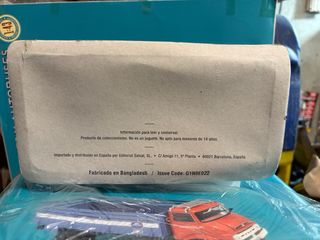 AUTOBUSES
Información para leer y conservar.
Producto de coleccionismo. No es un juguete. No apto para menores de 14 años.
Importado y distribuido en España por Editorial Salvat, SL. • C/ Amigó 11, 5ª Planta • 08021 Barcelona, España
Fabricado en Bangladesh / Issue Code: G1N8E022